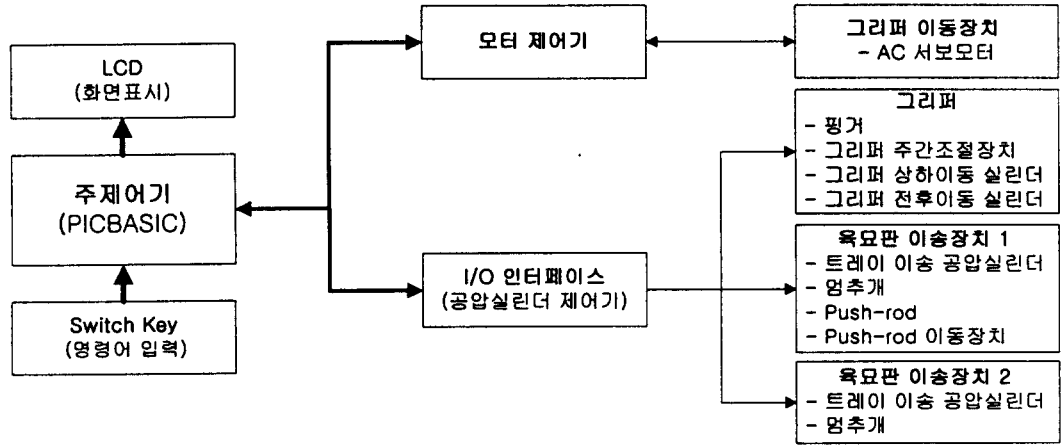 LCD
(화면표시)
주제어기
(PICBASIC)
Switch Key
(명령어 입력)
모터 제어기
I/O 인터페이스
(공압실린더 제어기)
그리퍼 이동장치
- AC 서보모터
그리퍼
- 핑거
- 그리퍼 주간조절장치
- 그리퍼 상하이동 실린더
- 그리퍼 전후이동 실린더
육묘판 이송장치 1
- 트레이 이송 공압실린더
- 멈추개
- Push-rod
- Push-rod 이동장치
육묘판 이송장치 2
- 트레이 이송 공압실린더
- 멈추개